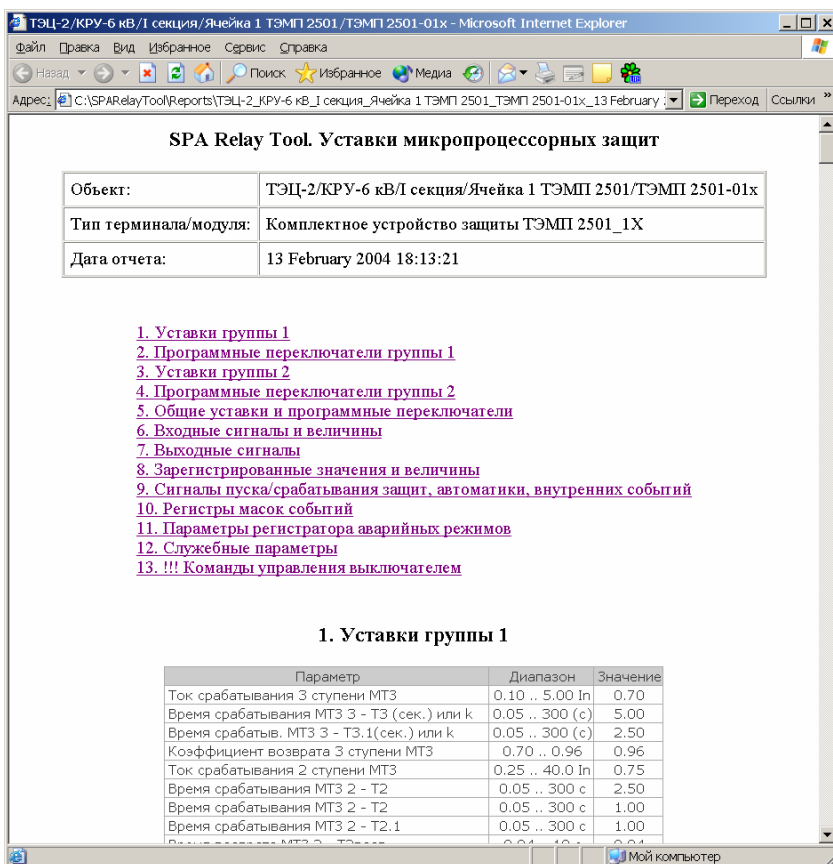 ТЭЦ-2/КРУ-6 кВ/I секция/Ячейка 1 ТЭМП 2501/ТЭМП 2501-01x - Microsoft Internet Explorer
Файл Правка Вид Избранное Сервис Справка
Назад Поиск Избранное Медиа
Адрес: C:\SPARelayTool\Reports\ТЭЦ-2_КРУ-6 кВ_I секция_Ячейка 1 ТЭМП 2501_ТЭМП 2501-01x_13 February Переход Ссылки »
SPA Relay Tool. Уставки микропроцессорных защит
Объект: ТЭЦ-2/КРУ-6 кВ/I секция/Ячейка 1 ТЭМП 2501/ТЭМП 2501-01x
Тип терминала/модуля: Комплектное устройство защиты ТЭМП 2501_1X
Дата отчета: 13 February 2004 18:13:21
1. Уставки группы 1
2. Программные переключатели группы 1
3. Уставки группы 2
4. Программные переключатели группы 2
5. Общие уставки и программные переключатели
6. Входные сигналы и величины
7. Выходные сигналы
8. Зарегистрированные значения и величины
9. Сигналы пуска/срабатывания защит, автоматики, внутренних событий
10. Регистры масок событий
11. Параметры регистратора аварийных режимов
12. Служебные параметры
13. !!! Команды управления выключателем
1. Уставки группы 1
Параметр Диапазон Значение
Ток срабатывания 3 ступени МТЗ 0.10 .. 5.00 In 0.70
Время срабатывания МТЗ 3 - Т3 (сек.) или k 0.05 .. 300 (с) 5.00
Время срабатыв. МТЗ 3 - Т3.1(сек.) или k 0.05 .. 300 (с) 2.50
Коэффициент возврата 3 ступени МТЗ 0.70 .. 0.96 0.96
Ток срабатывания 2 ступени МТЗ 0.25 .. 40.0 In 0.75
Время срабатывания МТЗ 2 - Т2 0.05 .. 300 с 2.50
Время срабатывания МТЗ 2 - Т2 0.05 .. 300 с 1.00
Время срабатывания МТЗ 2 - Т2.1 0.05 .. 300 с 1.00
Мой компьютер